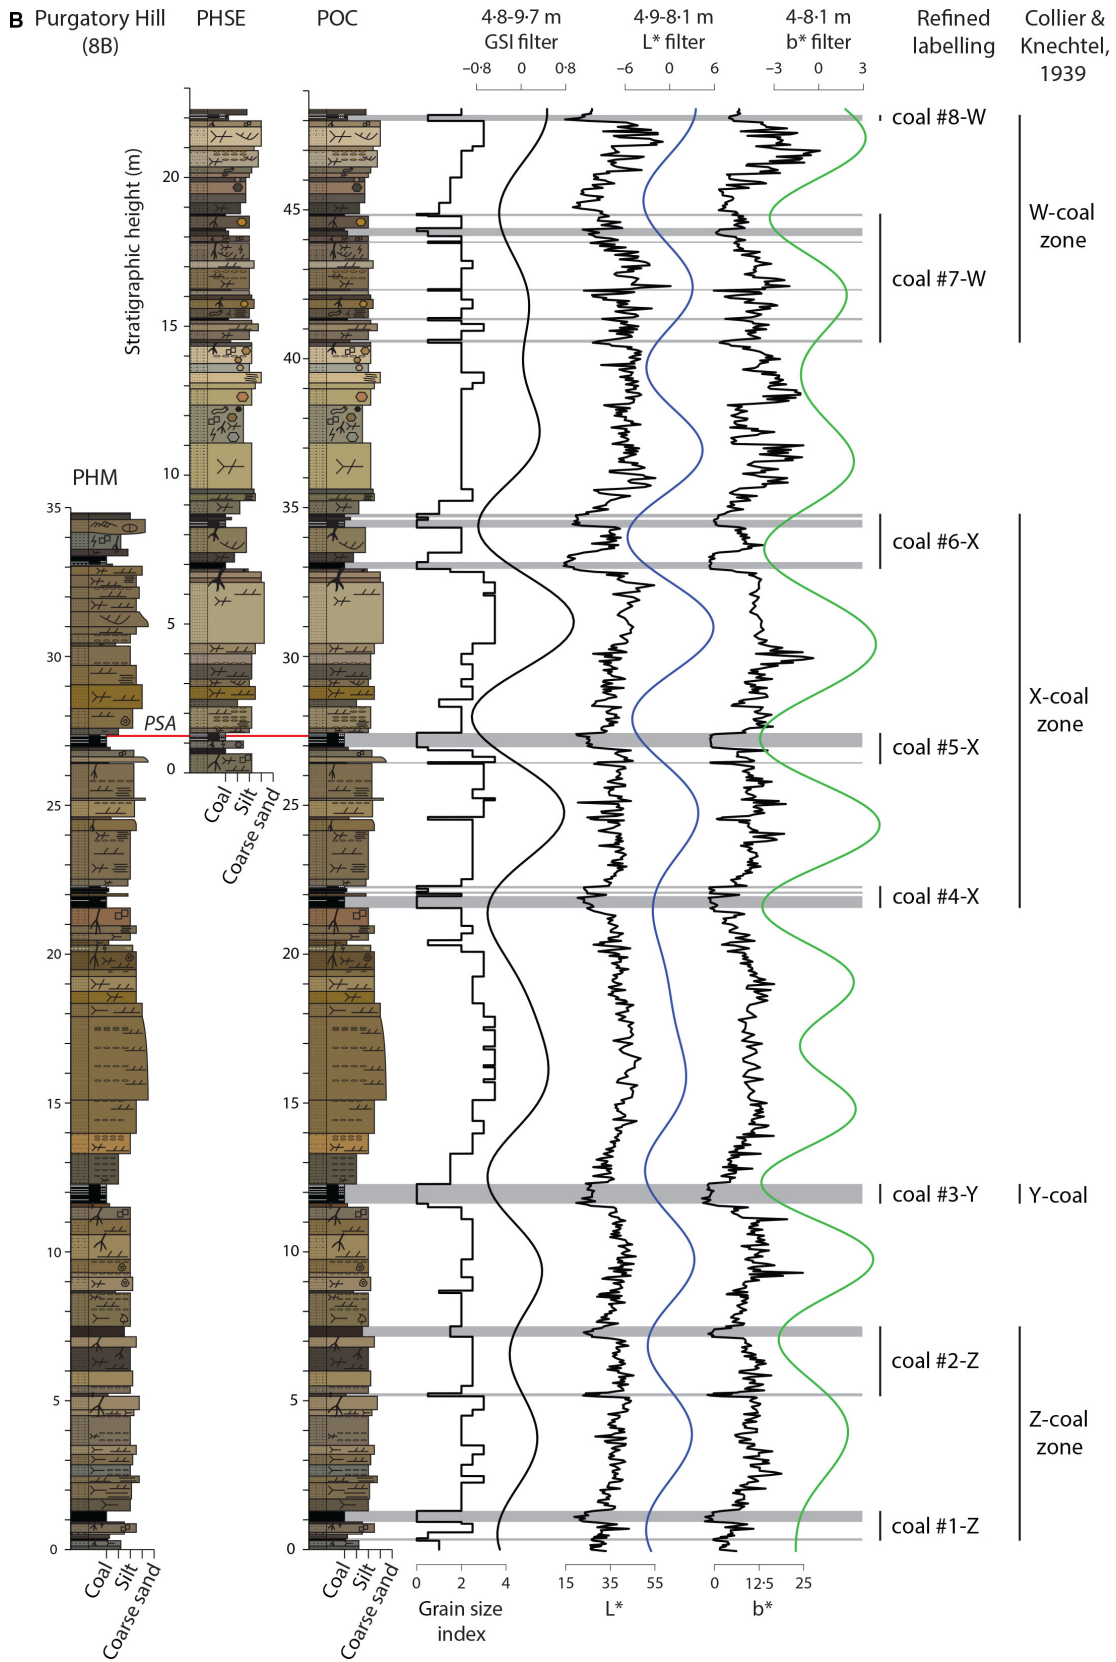 B Purgatory Hill
(8B)
PHSE
POC
4·8-9·7 m
GSI filter
4·9-8·1 m
L* filter
4-8·1 m
b* filter
Refined
labelling
Collier &
Knechtel,
1939
−0·8 0 0·8
−6 0 6
−3 0 3
Stratigraphic height (m)
20
15
10
5
0
PHM
PSA
35
30
25
20
15
10
5
0
45
40
35
30
25
20
15
10
5
0
Coal
Silt
Coarse sand
Coal
Silt
Coarse sand
Coal
Silt
Coarse sand
coal #8-W
coal #7-W
coal #6-X
coal #5-X
coal #4-X
coal #3-Y
coal #2-Z
coal #1-Z
W-coal
zone
X-coal
zone
Y-coal
Z-coal
zone
0 2 4
Grain size
index
15 35 55
L*
0 12·5 25
b*